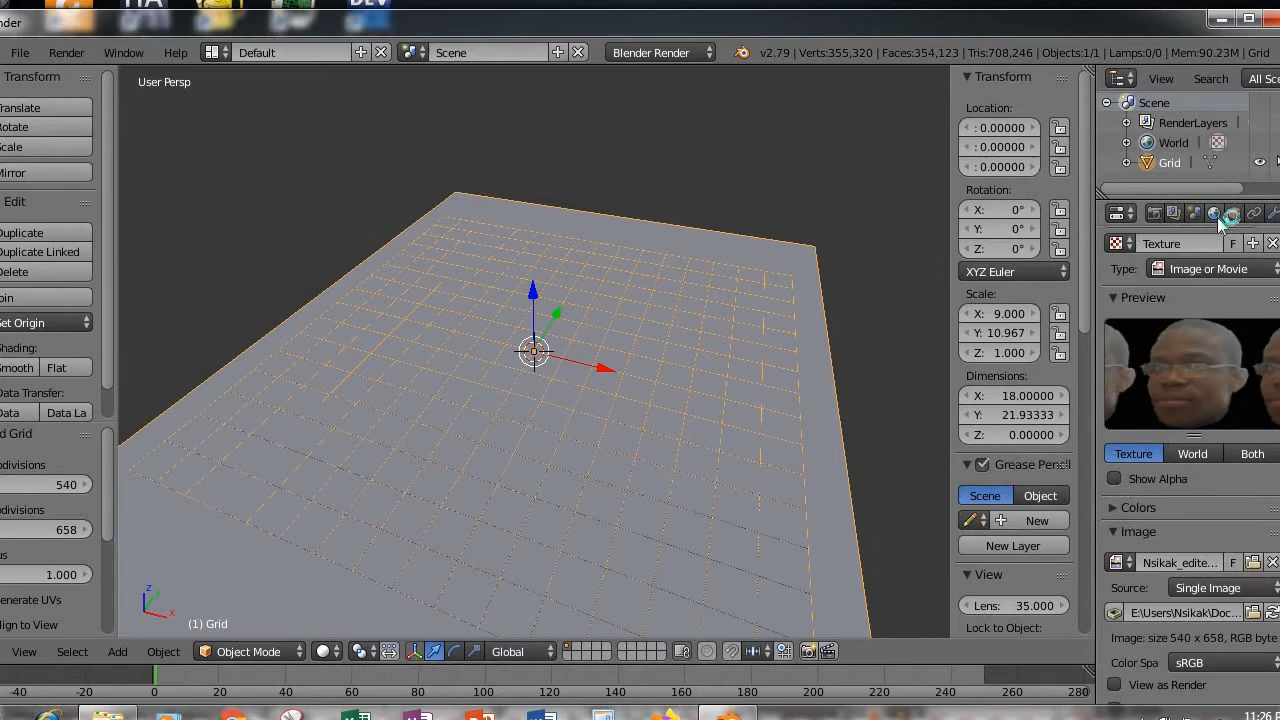 DEV
nder
File Render Window Help Default Scene Blender Render v2.79 | Verts:355,320 | Faces:354,123 | Tris:708,246 | Objects:1/1 | Lamps:0/0 | Mem:90.23M | Grid
Transform
Translate
Rotate
Scale
Mirror
Edit
Duplicate
Duplicate Linked
Delete
oin
Set Origin
Shading:
Smooth Flat
Data Transfer:
Data Data La
d Grid
bdivisions
540
bdivisions
658
us
1.000
enerate UVs
lign to View
User Persp
z
y
x
(1) Grid
Transform
Location:
: 0.00000
: 0.00000
: 0.00000
Rotation:
X: 0°
Y: 0°
Z: 0°
XYZ Euler
Scale:
X: 9.000
Y: 10.967
Z: 1.000
Dimensions:
X: 18.00000
Y: 21.93333
Z: 0.00000
Grease Pencil
Scene Object
New
New Layer
View
Lens: 35.000
Lock to Object:
View Search All Sce
Scene
RenderLayers
World
Grid
Texture F
Type: Image or Movie
Preview
Texture World Both
Show Alpha
Colors
Image
Nsikak_edite... F
Source: Single Image
E:\Users\Nsikak\Doc...
Image: size 540 x 658, RGB byte
Color Spa sRGB
View as Render
View Select Add Object Object Mode Global
-40 -20 0 20 40 60 80 100 120 140 160 180 200 220 240 260 280
11:26